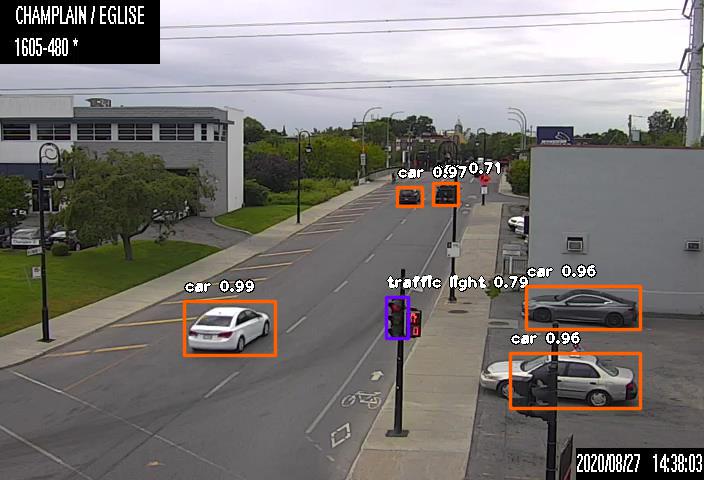 CHAMPLAIN / EGLISE
1605-480 *
car 0.97
0.71
car 0.99
traffic light 0.79
car 0.96
car 0.96
2020/08/27 14:38:03